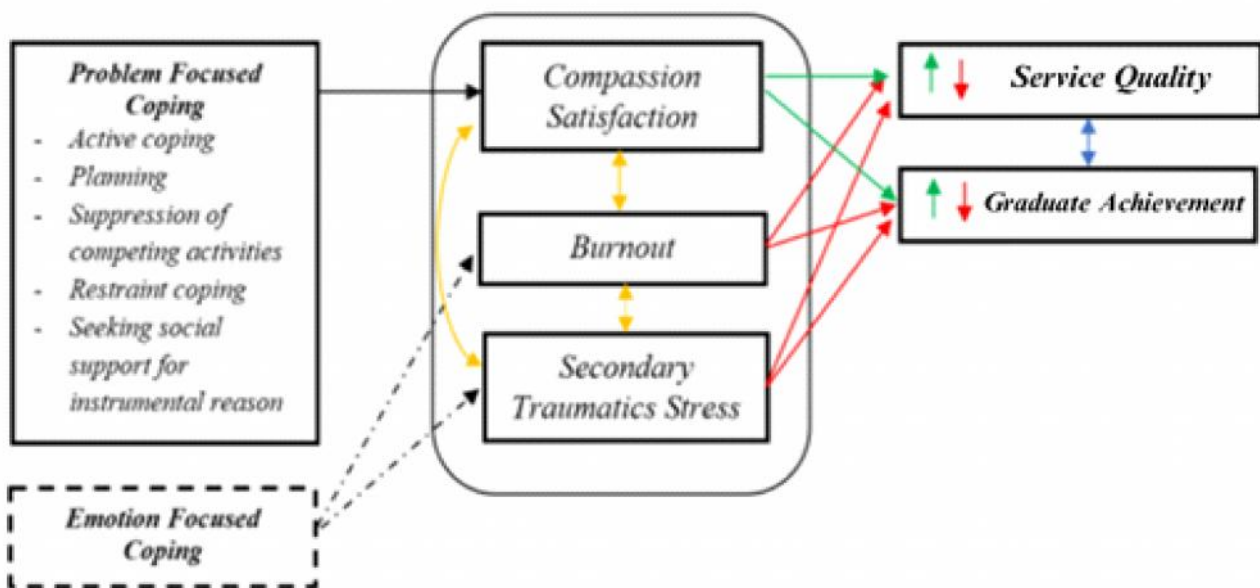 Problem Focused
Coping
- Active coping
- Planning
- Suppression of
competing activities
- Restraint coping
- Seeking social
support for
instrumental reason
Emotion Focused
Coping
Compassion
Satisfaction
Burnout
Secondary
Traumatics Stress
Service Quality
Graduate Achievement